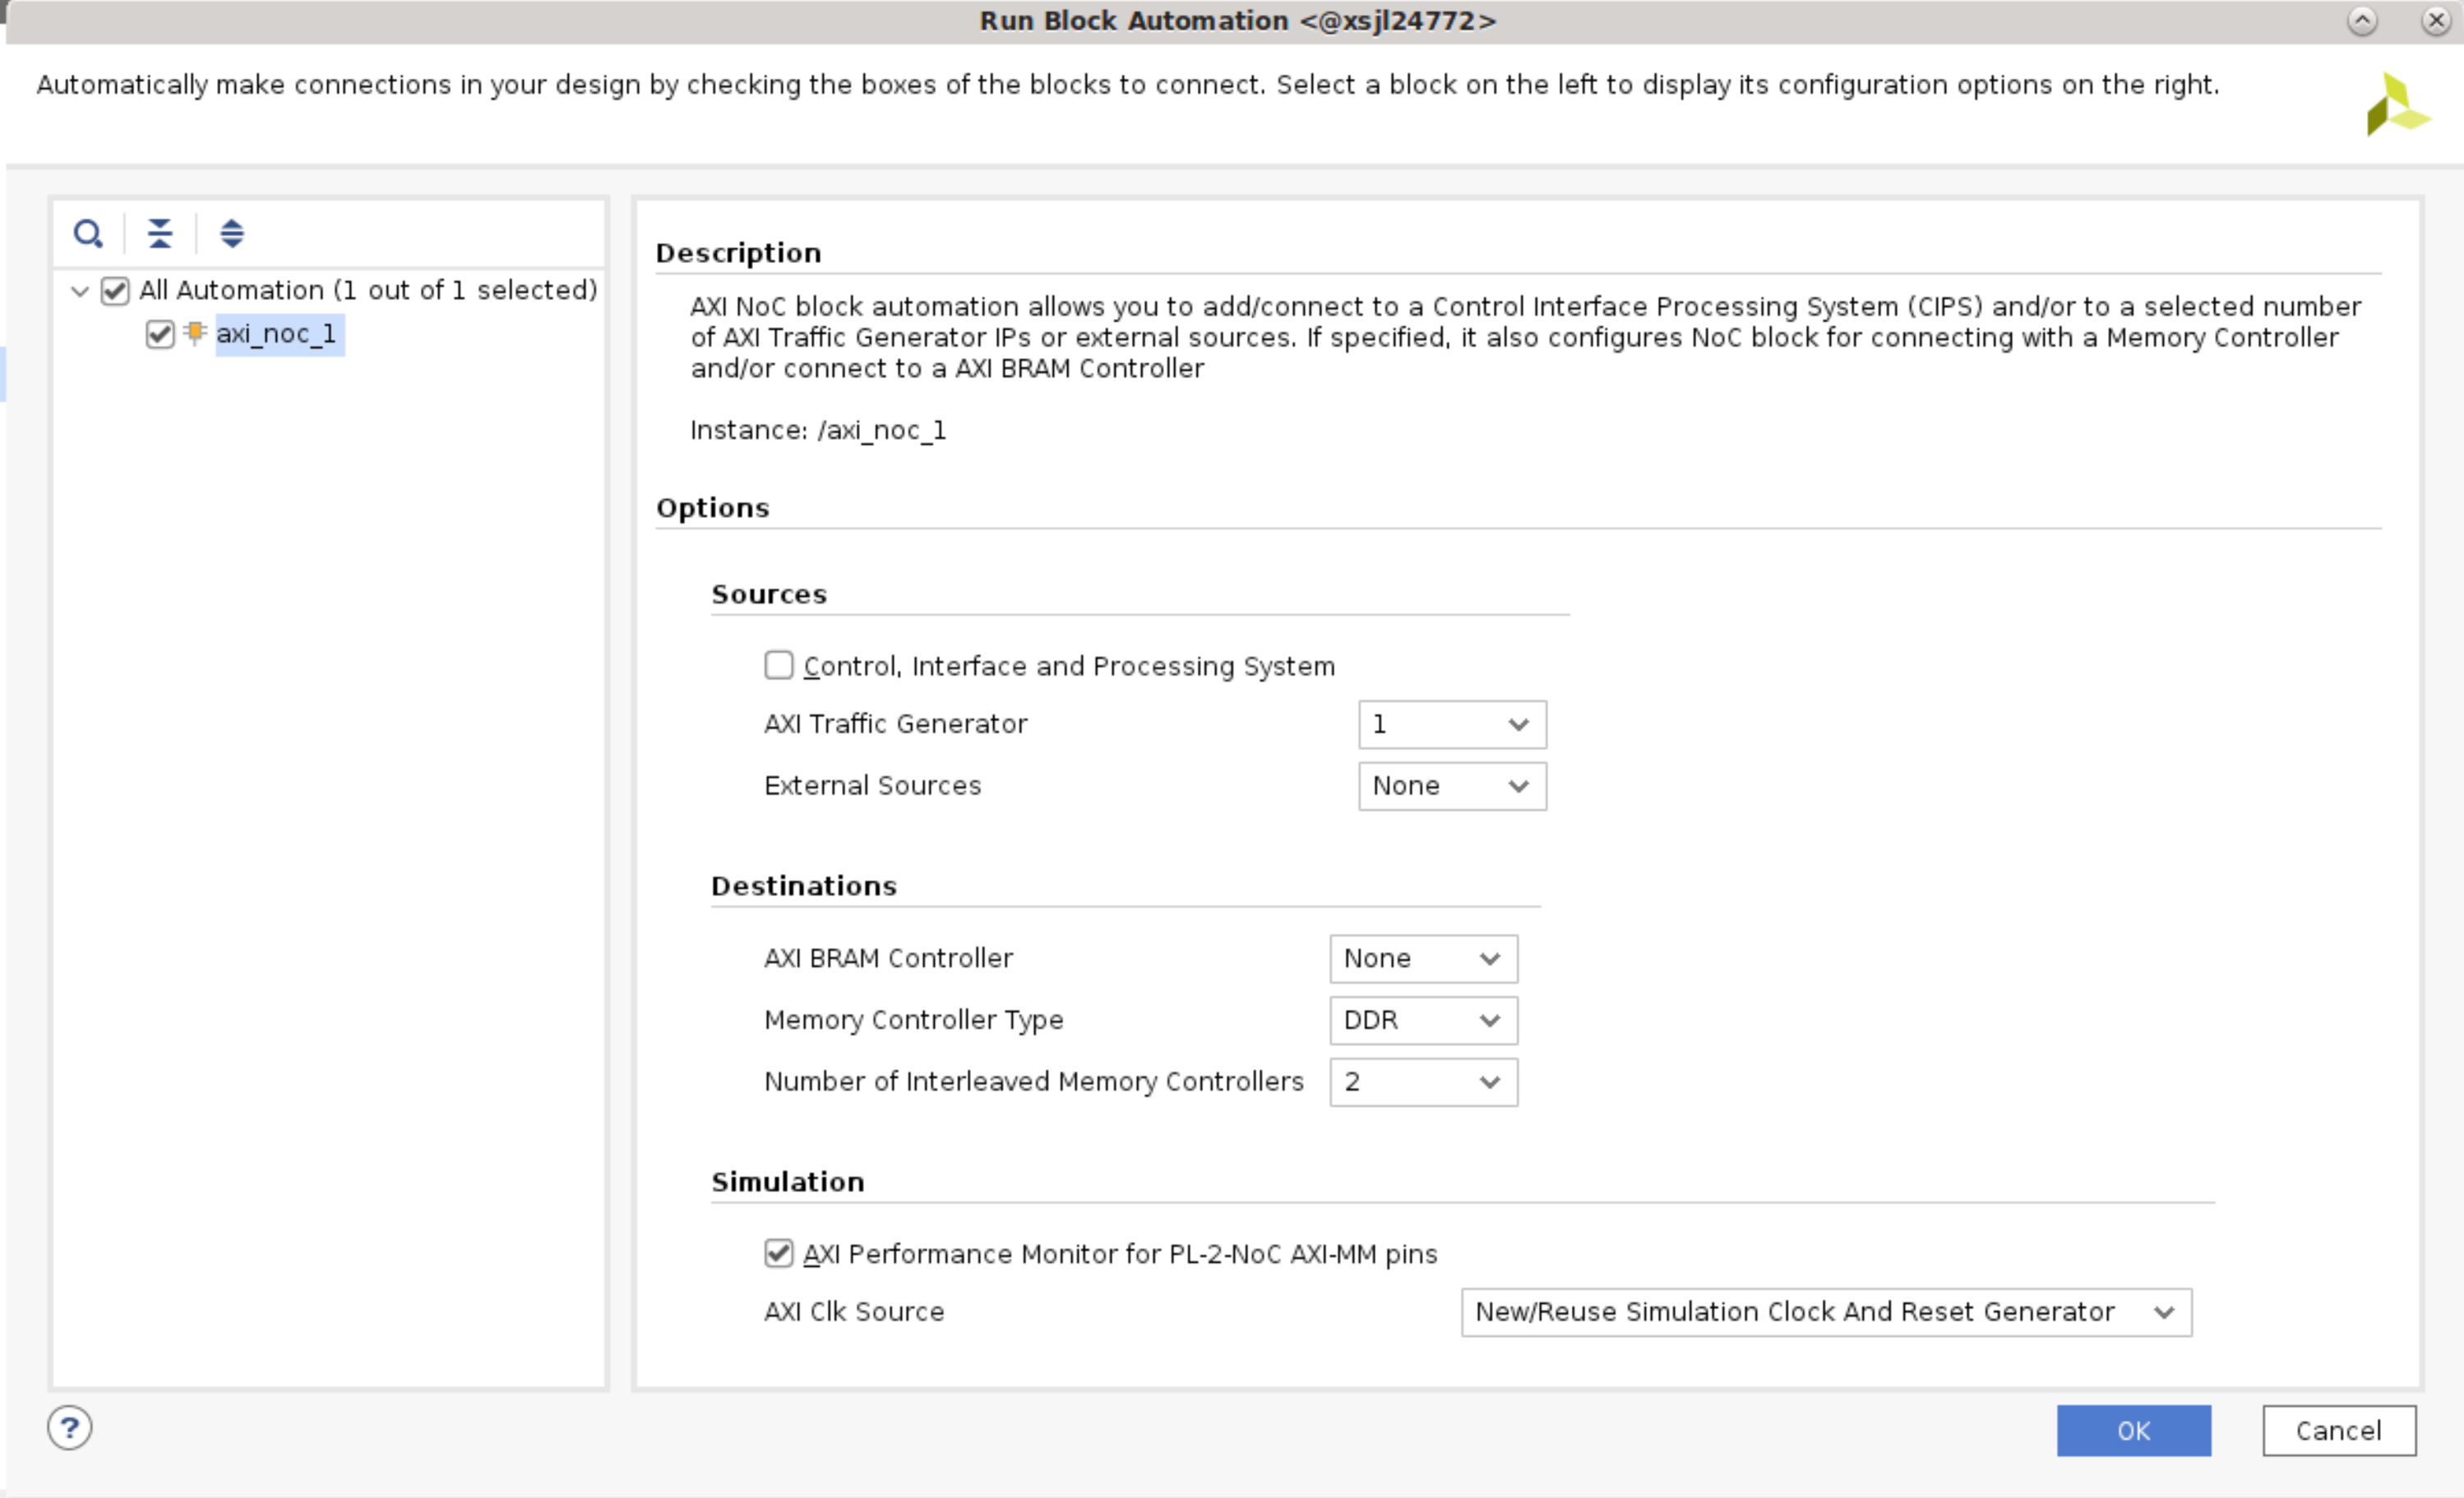 Run Block Automation <@xsjl24772>
Automatically make connections in your design by checking the boxes of the blocks to connect. Select a block on the left to display its configuration options on the right.
All Automation (1 out of 1 selected)
axi_noc_1
Description
AXI NoC block automation allows you to add/connect to a Control Interface Processing System (CIPS) and/or to a selected number
of AXI Traffic Generator IPs or external sources. If specified, it also configures NoC block for connecting with a Memory Controller
and/or connect to a AXI BRAM Controller
Instance: /axi_noc_1
Options
Sources
Control, Interface and Processing System
AXI Traffic Generator 1
External Sources None
Destinations
AXI BRAM Controller None
Memory Controller Type DDR
Number of Interleaved Memory Controllers 2
Simulation
AXI Performance Monitor for PL-2-NoC AXI-MM pins
AXI Clk Source New/Reuse Simulation Clock And Reset Generator
? OK Cancel